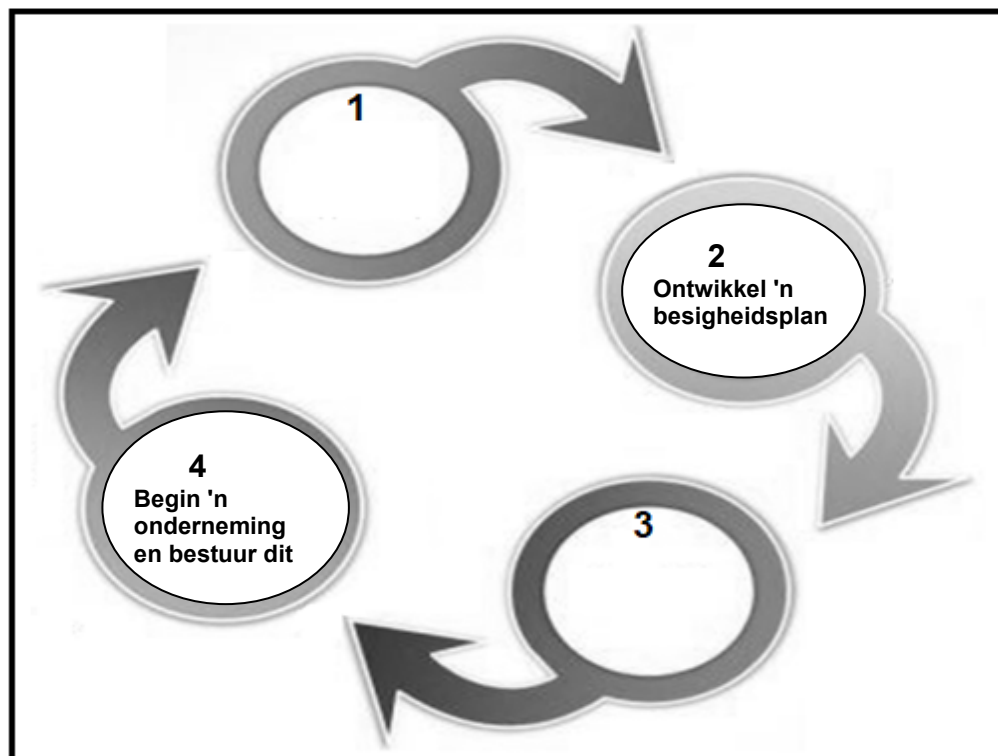 1
2
Ontwikkel 'n
besigheidsplan
3
4
Begin 'n
onderneming
en bestuur dit